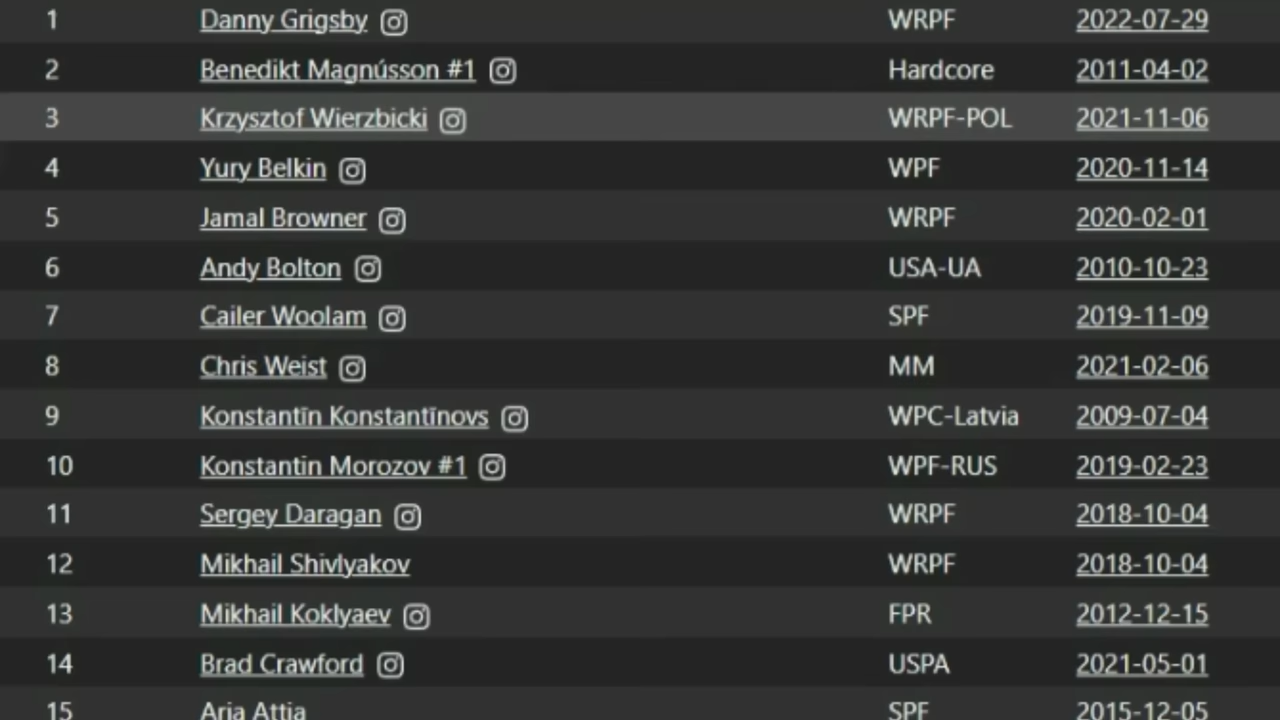 1 Danny Grigsby WRPF 2022-07-29
2 Benedikt Magnússon #1 Hardcore 2011-04-02
3 Krzysztof Wierzbicki WRPF-POL 2021-11-06
4 Yury Belkin WPF 2020-11-14
5 Jamal Browner WRPF 2020-02-01
6 Andy Bolton USA-UA 2010-10-23
7 Cailer Woolam SPF 2019-11-09
8 Chris Weist MM 2021-02-06
9 Konstantīn Konstantīnovs WPC-Latvia 2009-07-04
10 Konstantin Morozov #1 WPF-RUS 2019-02-23
11 Sergey Daragan WRPF 2018-10-04
12 Mikhail Shivlyakov WRPF 2018-10-04
13 Mikhail Koklyaev FPR 2012-12-15
14 Brad Crawford USPA 2021-05-01
15 Aria Attia SPF 2015-12-05